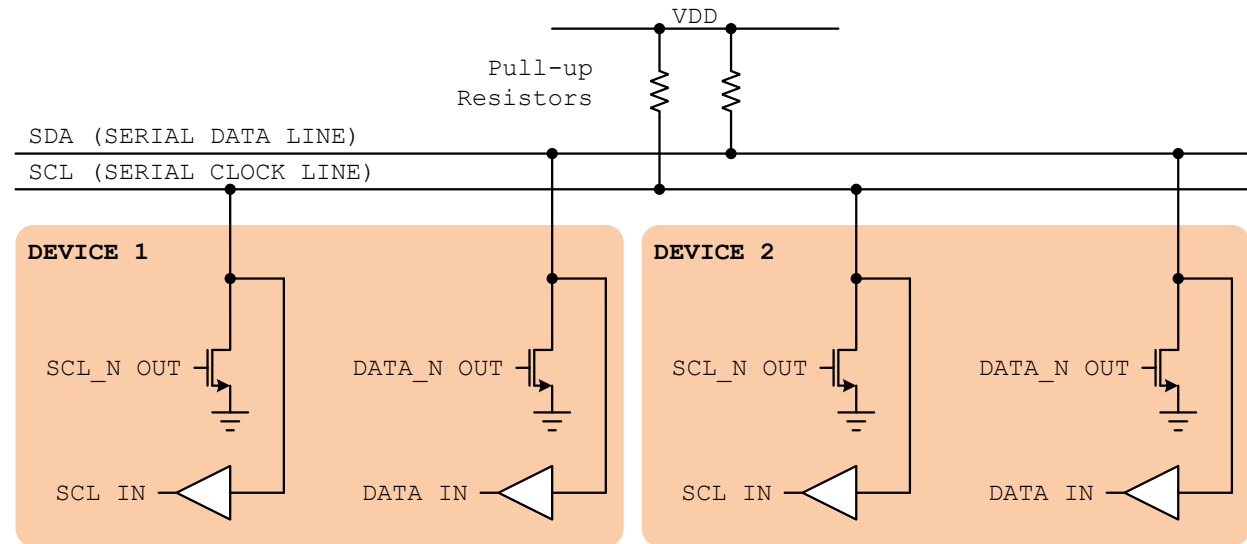 VDD
Pull-up
Resistors
SDA (SERIAL DATA LINE)
SCL (SERIAL CLOCK LINE)
DEVICE 1
SCL_N OUT
DATA_N OUT
SCL IN
DATA IN
DEVICE 2
SCL_N OUT
DATA_N OUT
SCL IN
DATA IN